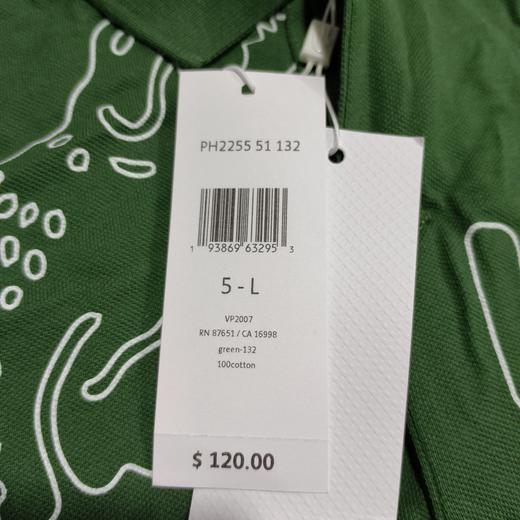 PH2255 51 132
1 93869 63295 3
5 - L
VP2007
RN 87651 / CA 16998
green-132
100cotton
$ 120.00